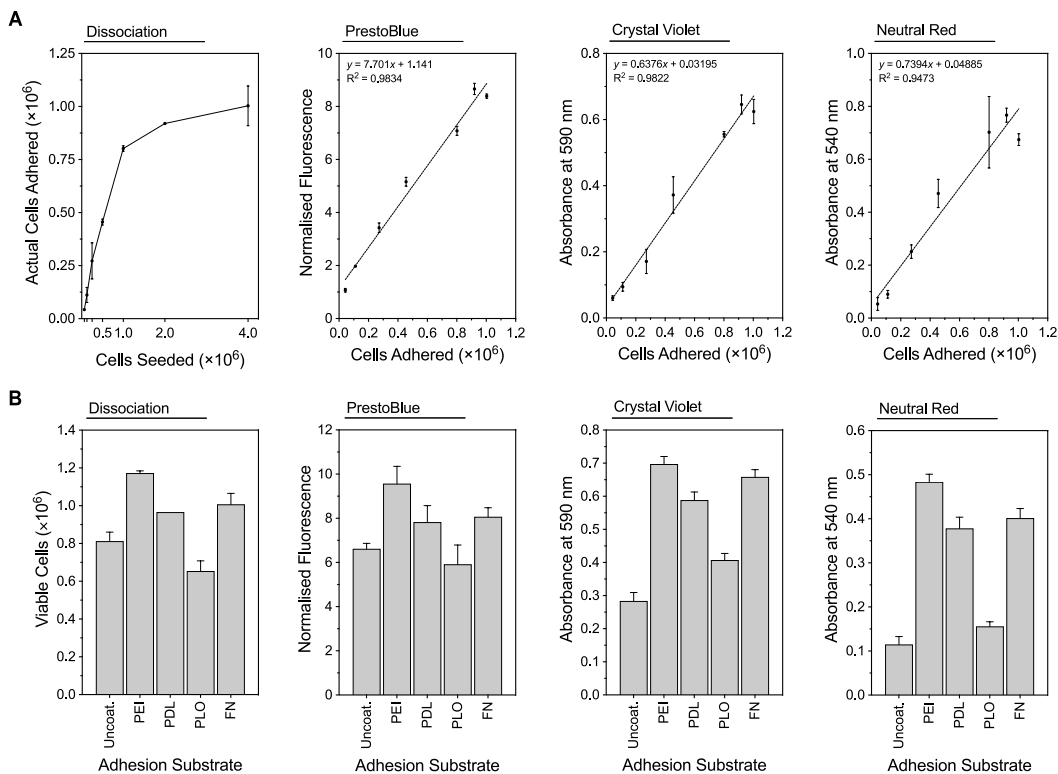 A
Dissociation
Actual Cells Adhered (×10⁶)
1.25
1.00
0.75
0.50
0.25
0.00
0.5 1.0 2.0 4.0
Cells Seeded (×10⁶)
PrestoBlue
y = 7.701x + 1.141
R² = 0.9834
Normalised Fluorescence
10
8
6
4
2
0
0.0 0.2 0.4 0.6 0.8 1.0 1.2
Cells Adhered (×10⁶)
Crystal Violet
y = 0.6376x + 0.03195
R² = 0.9822
Absorbance at 590 nm
0.8
0.6
0.4
0.2
0.0
0.0 0.2 0.4 0.6 0.8 1.0 1.2
Cells Adhered (×10⁶)
Neutral Red
y = 0.7394x + 0.04885
R² = 0.9473
Absorbance at 540 nm
1.0
0.8
0.6
0.4
0.2
0.0
0.0 0.2 0.4 0.6 0.8 1.0 1.2
Cells Adhered (×10⁶)
B
Dissociation
Viable Cells (×10⁶)
1.4
1.2
1.0
0.8
0.6
0.4
0.2
0.0
Uncoat. PEI PDL PLO FN
Adhesion Substrate
PrestoBlue
Normalised Fluorescence
12
10
8
6
4
2
0
Uncoat. PEI PDL PLO FN
Adhesion Substrate
Crystal Violet
Absorbance at 590 nm
0.8
0.7
0.6
0.5
0.4
0.3
0.2
0.1
0.0
Uncoat. PEI PDL PLO FN
Adhesion Substrate
Neutral Red
Absorbance at 540 nm
0.6
0.5
0.4
0.3
0.2
0.1
0.0
Uncoat. PEI PDL PLO FN
Adhesion Substrate